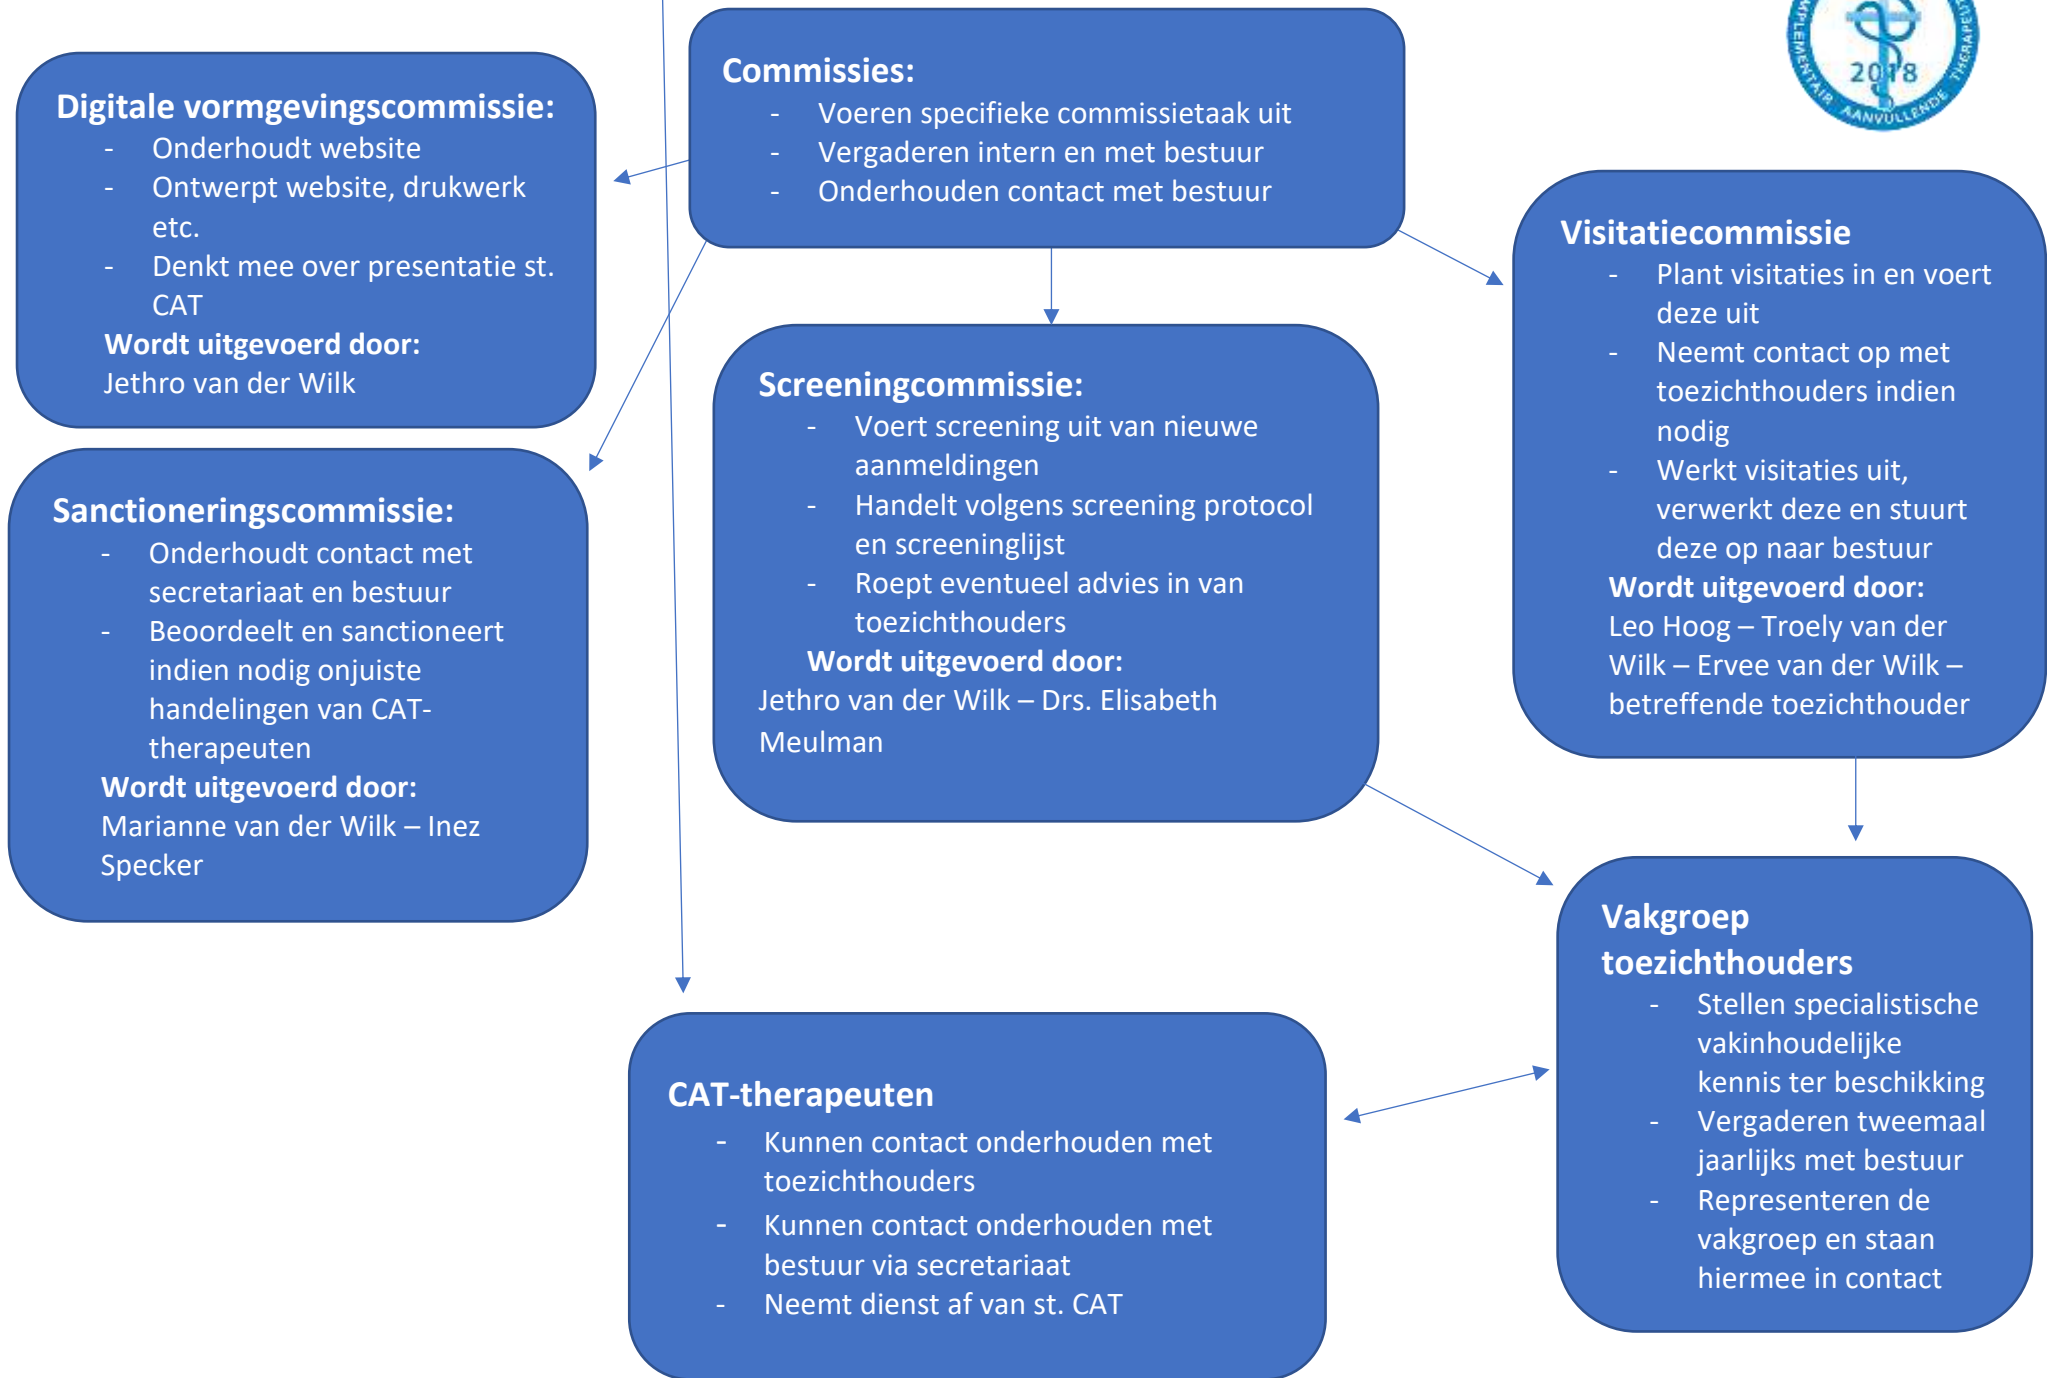 Commissies:
- Voeren specifieke commissietaak uit
- Vergaderen intern en met bestuur
- Onderhouden contact met bestuur
2018
AANVULLENDE
Digitale vormgevingscommissie:
- Onderhoudt website
- Ontwerpt website, drukwerk
etc.
- Denkt mee over presentatie st.
CAT
Wordt uitgevoerd door:
Jethro van der Wilk
Sanctioneringscommissie:
- Onderhoudt contact met
secretariaat en bestuur
- Beoordeelt en sanctioneert
indien nodig onjuiste
handelingen van CAT-
therapeuten
Wordt uitgevoerd door:
Marianne van der Wilk – Inez
Specker
Screeningcommissie:
- Voert screening uit van nieuwe
aanmeldingen
- Handelt volgens screening protocol
en screeninglijst
- Roept eventueel advies in van
toezichthouders
Wordt uitgevoerd door:
Jethro van der Wilk – Drs. Elisabeth
Meulman
Visitatiecommissie
- Plant visitaties in en voert
deze uit
- Neemt contact op met
toezichthouders indien
nodig
- Werkt visitaties uit,
verwerkt deze en stuurt
deze op naar bestuur
Wordt uitgevoerd door:
Leo Hoog – Troely van der
Wilk – Ervee van der Wilk –
betreffende toezichthouder
Vakgroep
toezichthouders
- Stellen specialistische
vakinhoudelijke
kennis ter beschikking
- Vergaderen tweemaal
jaarlijks met bestuur
- Representeren de
vakgroep en staan
hiermee in contact
CAT-therapeuten
- Kunnen contact onderhouden met
toezichthouders
- Kunnen contact onderhouden met
bestuur via secretariaat
- Neemt dienst af van st. CAT